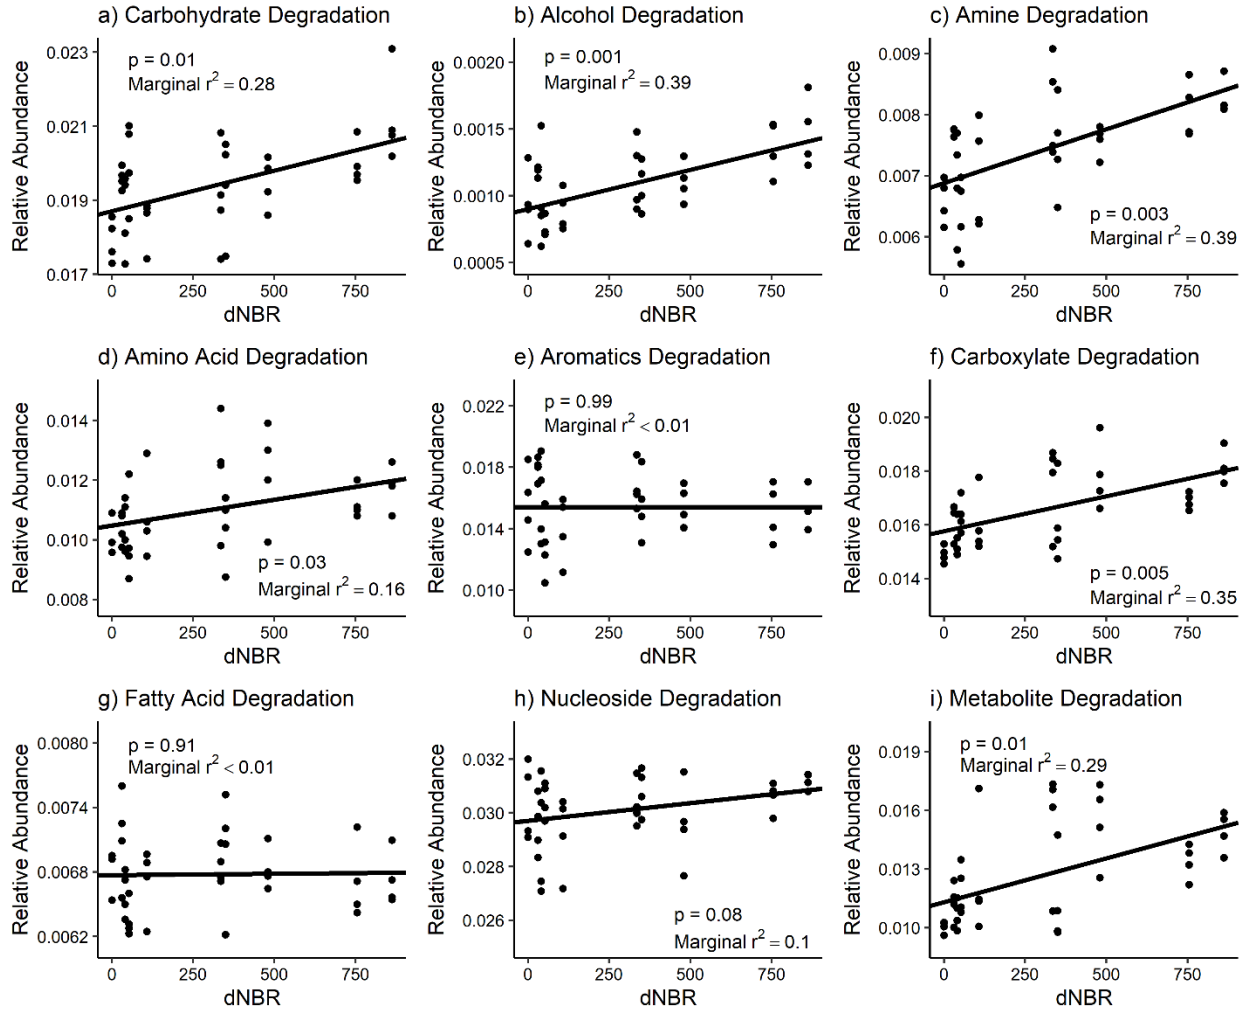 a) Carbohydrate Degradation
p = 0.01
Marginal r² = 0.28
Relative Abundance
0.023
0.021
0.019
0.017
0
250
500
750
dNBR
b) Alcohol Degradation
p = 0.001
Marginal r² = 0.39
Relative Abundance
0.0020
0.0015
0.0010
0.0005
0
250
500
750
dNBR
c) Amine Degradation
p = 0.003
Marginal r² = 0.39
Relative Abundance
0.009
0.008
0.007
0.006
0
250
500
750
dNBR
d) Amino Acid Degradation
p = 0.03
Marginal r² = 0.16
Relative Abundance
0.014
0.012
0.010
0.008
0
250
500
750
dNBR
e) Aromatics Degradation
p = 0.99
Marginal r² < 0.01
Relative Abundance
0.022
0.018
0.014
0.010
0
250
500
750
dNBR
f) Carboxylate Degradation
p = 0.005
Marginal r² = 0.35
Relative Abundance
0.020
0.018
0.016
0.014
0
250
500
750
dNBR
g) Fatty Acid Degradation
p = 0.91
Marginal r² < 0.01
Relative Abundance
0.0080
0.0074
0.0068
0.0062
0
250
500
750
dNBR
h) Nucleoside Degradation
p = 0.08
Marginal r² = 0.1
Relative Abundance
0.032
0.030
0.028
0.026
0
250
500
750
dNBR
i) Metabolite Degradation
p = 0.01
Marginal r² = 0.29
Relative Abundance
0.019
0.016
0.013
0.010
0
250
500
750
dNBR